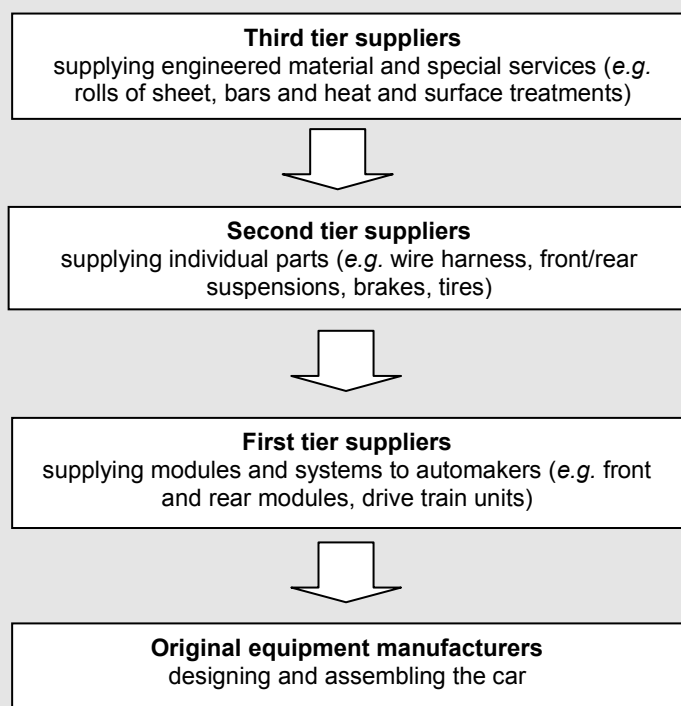 Third tier suppliers
supplying engineered material and special services (e.g.
rolls of sheet, bars and heat and surface treatments)
Second tier suppliers
supplying individual parts (e.g. wire harness, front/rear
suspensions, brakes, tires)
First tier suppliers
supplying modules and systems to automakers (e.g. front
and rear modules, drive train units)
Original equipment manufacturers
designing and assembling the car